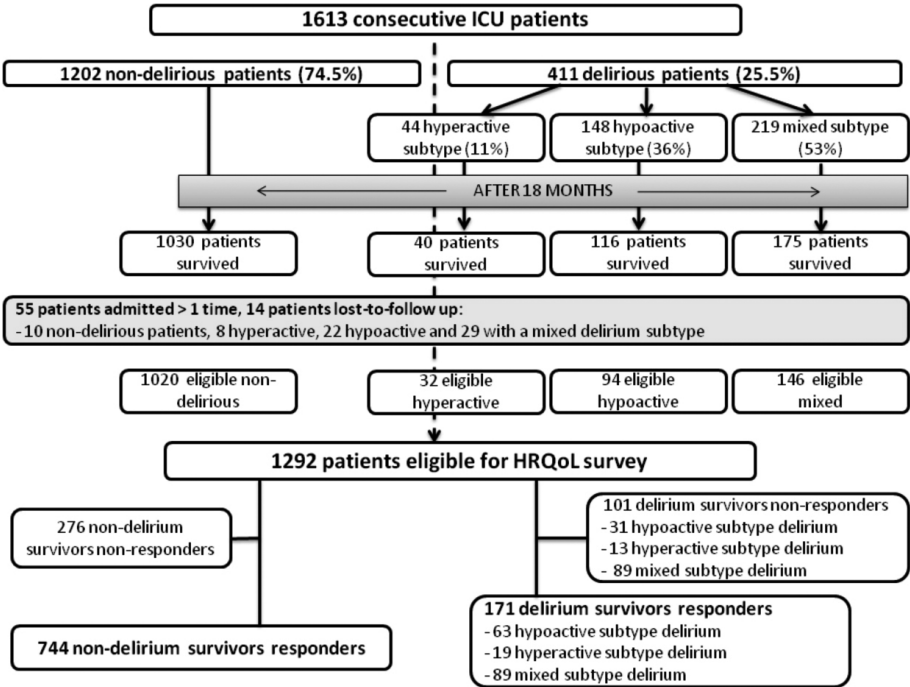 1613 consecutive ICU patients
1202 non-delirious patients (74.5%)
411 delirious patients (25.5%)
44 hyperactive
subtype (11%)
148 hypoactive
subtype (36%)
219 mixed subtype
(53%)
AFTER 18 MONTHS
1030 patients
survived
40 patients
survived
116 patients
survived
175 patients
survived
55 patients admitted > 1 time, 14 patients lost-to-follow up:
- 10 non-delirious patients, 8 hyperactive, 22 hypoactive and 29 with a mixed delirium subtype
1020 eligible non-
delirious
32 eligible
hyperactive
94 eligible
hypoactive
146 eligible
mixed
1292 patients eligible for HRQoL survey
276 non-delirium
survivors non-responders
101 delirium survivors non-responders
- 31 hypoactive subtype delirium
- 13 hyperactive subtype delirium
- 89 mixed subtype delirium
744 non-delirium survivors responders
171 delirium survivors responders
- 63 hypoactive subtype delirium
- 19 hyperactive subtype delirium
- 89 mixed subtype delirium